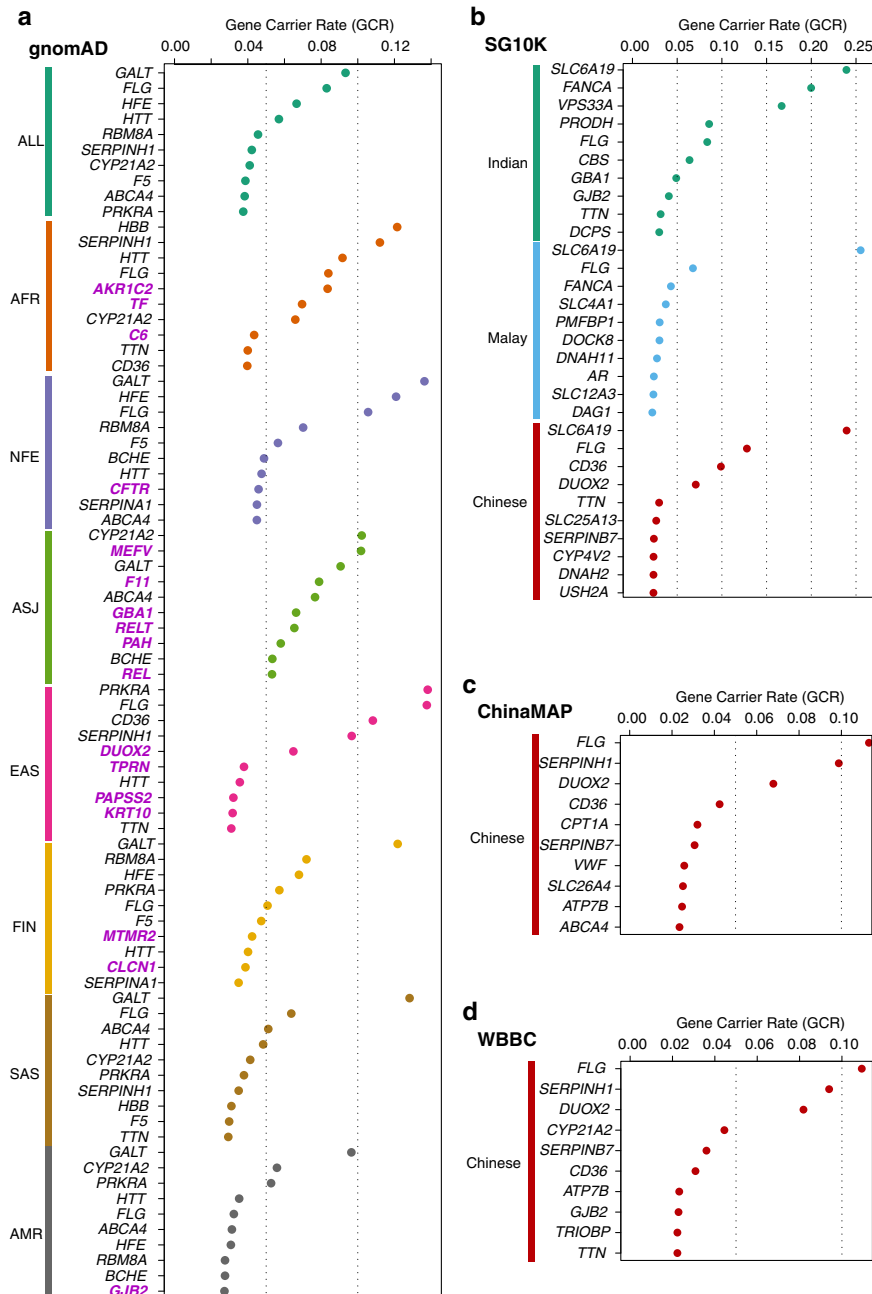 a
Gene Carrier Rate (GCR)
gnomAD
0.00 0.04 0.08 0.12
ALL
GALT
FLG
HFE
HTT
RBM8A
SERPINH1
CYP21A2
F5
ABCA4
PRKRA
AFR
HBB
SERPINH1
HTT
FLG
AKR1C2
TF
CYP21A2
C6
TTN
CD36
NFE
GALT
HFE
FLG
RBM8A
F5
BCHE
HTT
CFTR
SERPINA1
ABCA4
ASJ
CYP21A2
MEFV
GALT
F11
ABCA4
GBA1
RELT
PAH
BCHE
REL
EAS
PRKRA
FLG
CD36
SERPINH1
DUOX2
TPRN
HTT
PAPSS2
KRT10
TTN
FIN
GALT
RBM8A
HFE
PRKRA
FLG
F5
MTMR2
HTT
CLCN1
SERPINA1
SAS
GALT
FLG
ABCA4
HTT
CYP21A2
PRKRA
SERPINH1
HBB
F5
TTN
AMR
GALT
CYP21A2
PRKRA
HTT
FLG
ABCA4
HFE
RBM8A
BCHE
GJB2
b
Gene Carrier Rate (GCR)
SG10K
0.00 0.05 0.10 0.15 0.20 0.25
Indian
SLC6A19
FANCA
VPS33A
PRODH
FLG
CBS
GBA1
GJB2
TTN
DCPS
Malay
SLC6A19
FLG
FANCA
SLC4A1
PMFBP1
DOCK8
DNAH11
AR
SLC12A3
DAG1
Chinese
SLC6A19
FLG
CD36
DUOX2
TTN
SLC25A13
SERPINB7
CYP4V2
DNAH2
USH2A
c
Gene Carrier Rate (GCR)
ChinaMAP
0.00 0.02 0.04 0.06 0.08 0.10
Chinese
FLG
SERPINH1
DUOX2
CD36
CPT1A
SERPINB7
VWF
SLC26A4
ATP7B
ABCA4
d
Gene Carrier Rate (GCR)
WBBC
0.00 0.02 0.04 0.06 0.08 0.10
Chinese
FLG
SERPINH1
DUOX2
CYP21A2
SERPINB7
CD36
ATP7B
GJB2
TRIOBP
TTN